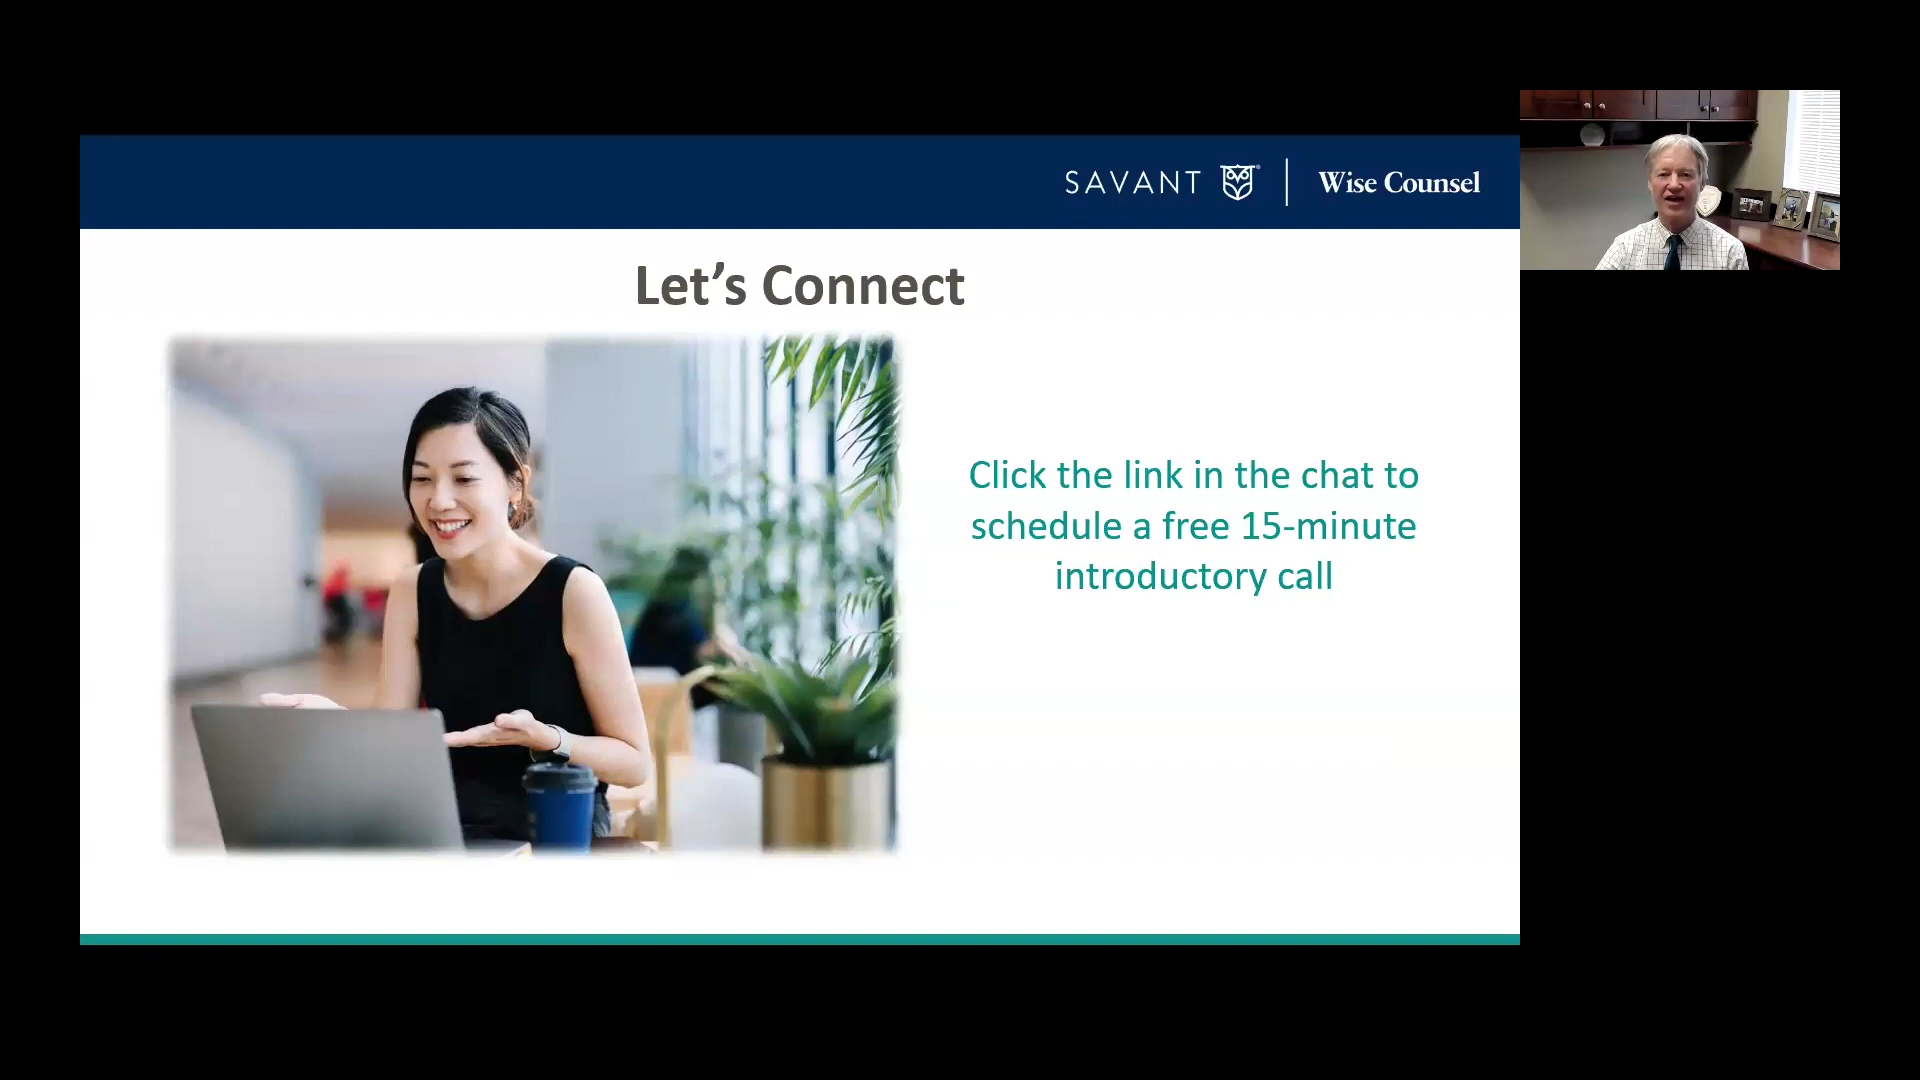 SAVANT
Wise Counsel
Let’s Connect
Click the link in the chat to
schedule a free 15-minute
introductory call